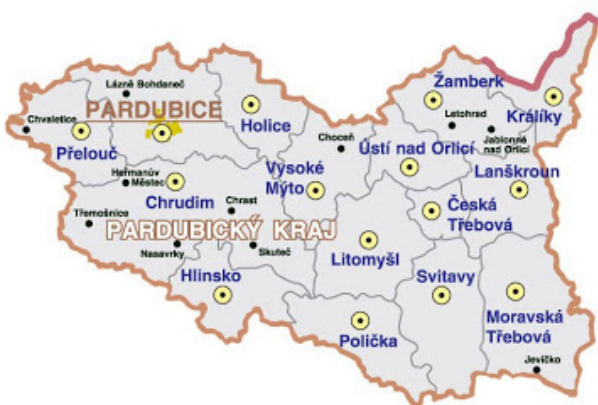 Žamberk
Lázně Bohdaneč
PARDUBICE
Holice
Letohrad
Králíky
Chvaletice
Přelouč
Choceň
Ústí nad Orlicí
Jablonné
nad Orlicí
Heřmanův
Městec
Chrudim
Vysoké
Mýto
Lanškroun
Chrast
Třemošnice
PARDUBICKÝ KRAJ
Česká
Třebová
Nasavrky
Skuteč
Litomyšl
Hlinsko
Svitavy
Moravská
Třebová
Polička
Jevíčko